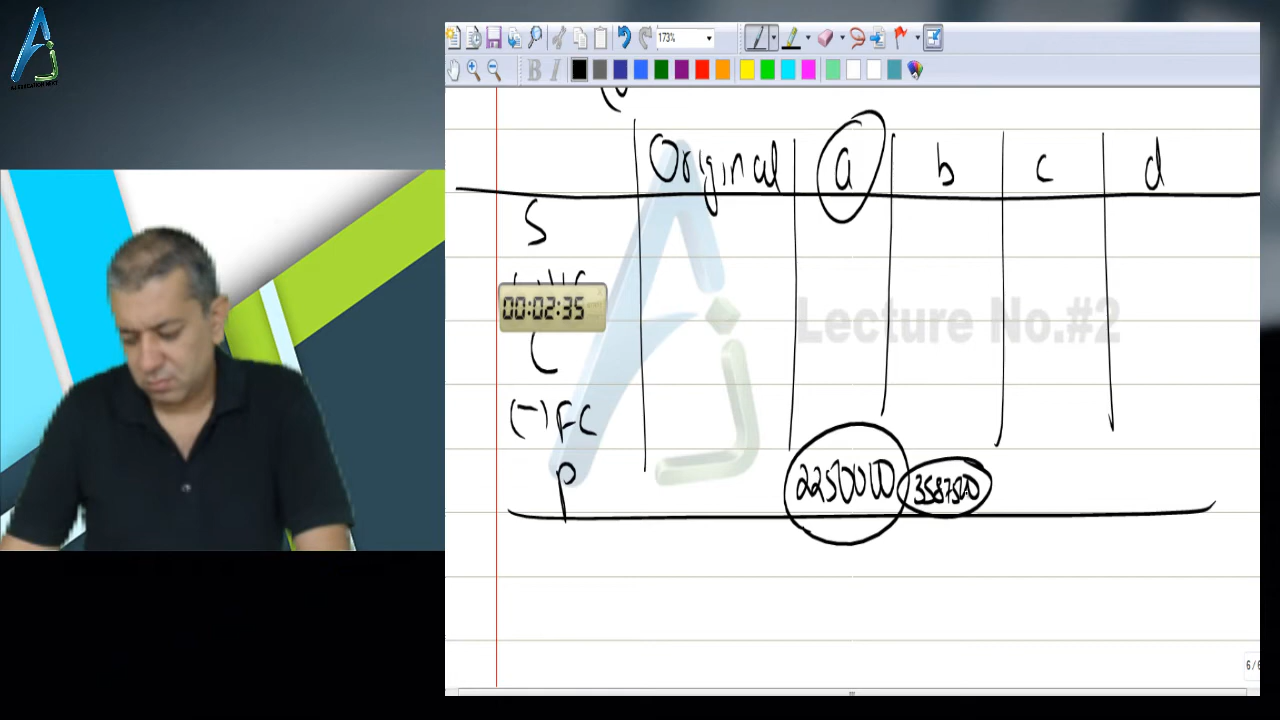 173%
B I
Original a b c d
S
00:02:35
Lecture No.#2
C
(-) FC
P 2250000 3587500
6/6